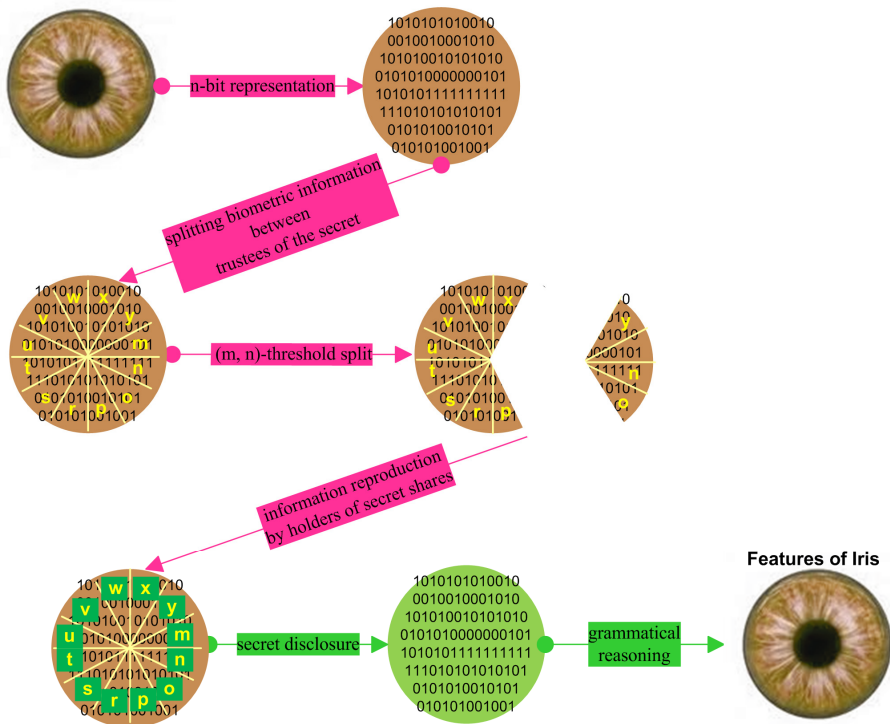 1010101010010
0010010001010
101010010101010
0101010000000101
1010101111111111
111010101010101
0101010010101
010101001001
n-bit representation
splitting biometric information
between
trustees of the secret
w x
v y
u m
t n
s o
r p
(m, n)-threshold split
w x
v
u
t
s
r p
y
n
o
information reproduction
by holders of secret shares
w x
v y
u m
t n
s o
r p
secret disclosure
1010101010010
0010010001010
101010010101010
0101010000000101
1010101111111111
111010101010101
0101010010101
010101001001
grammatical
reasoning
Features of Iris